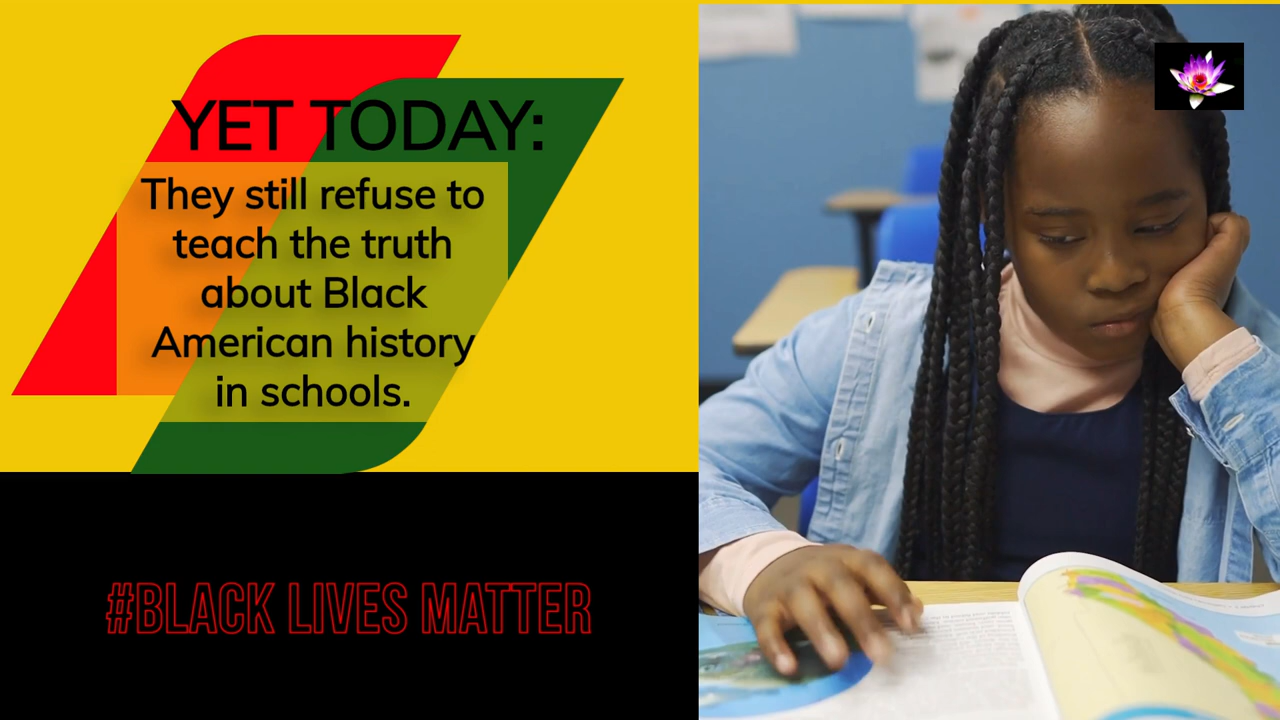 YET TODAY:
They still refuse to
teach the truth
about Black
American history
in schools.
#BLACK LIVES MATTER